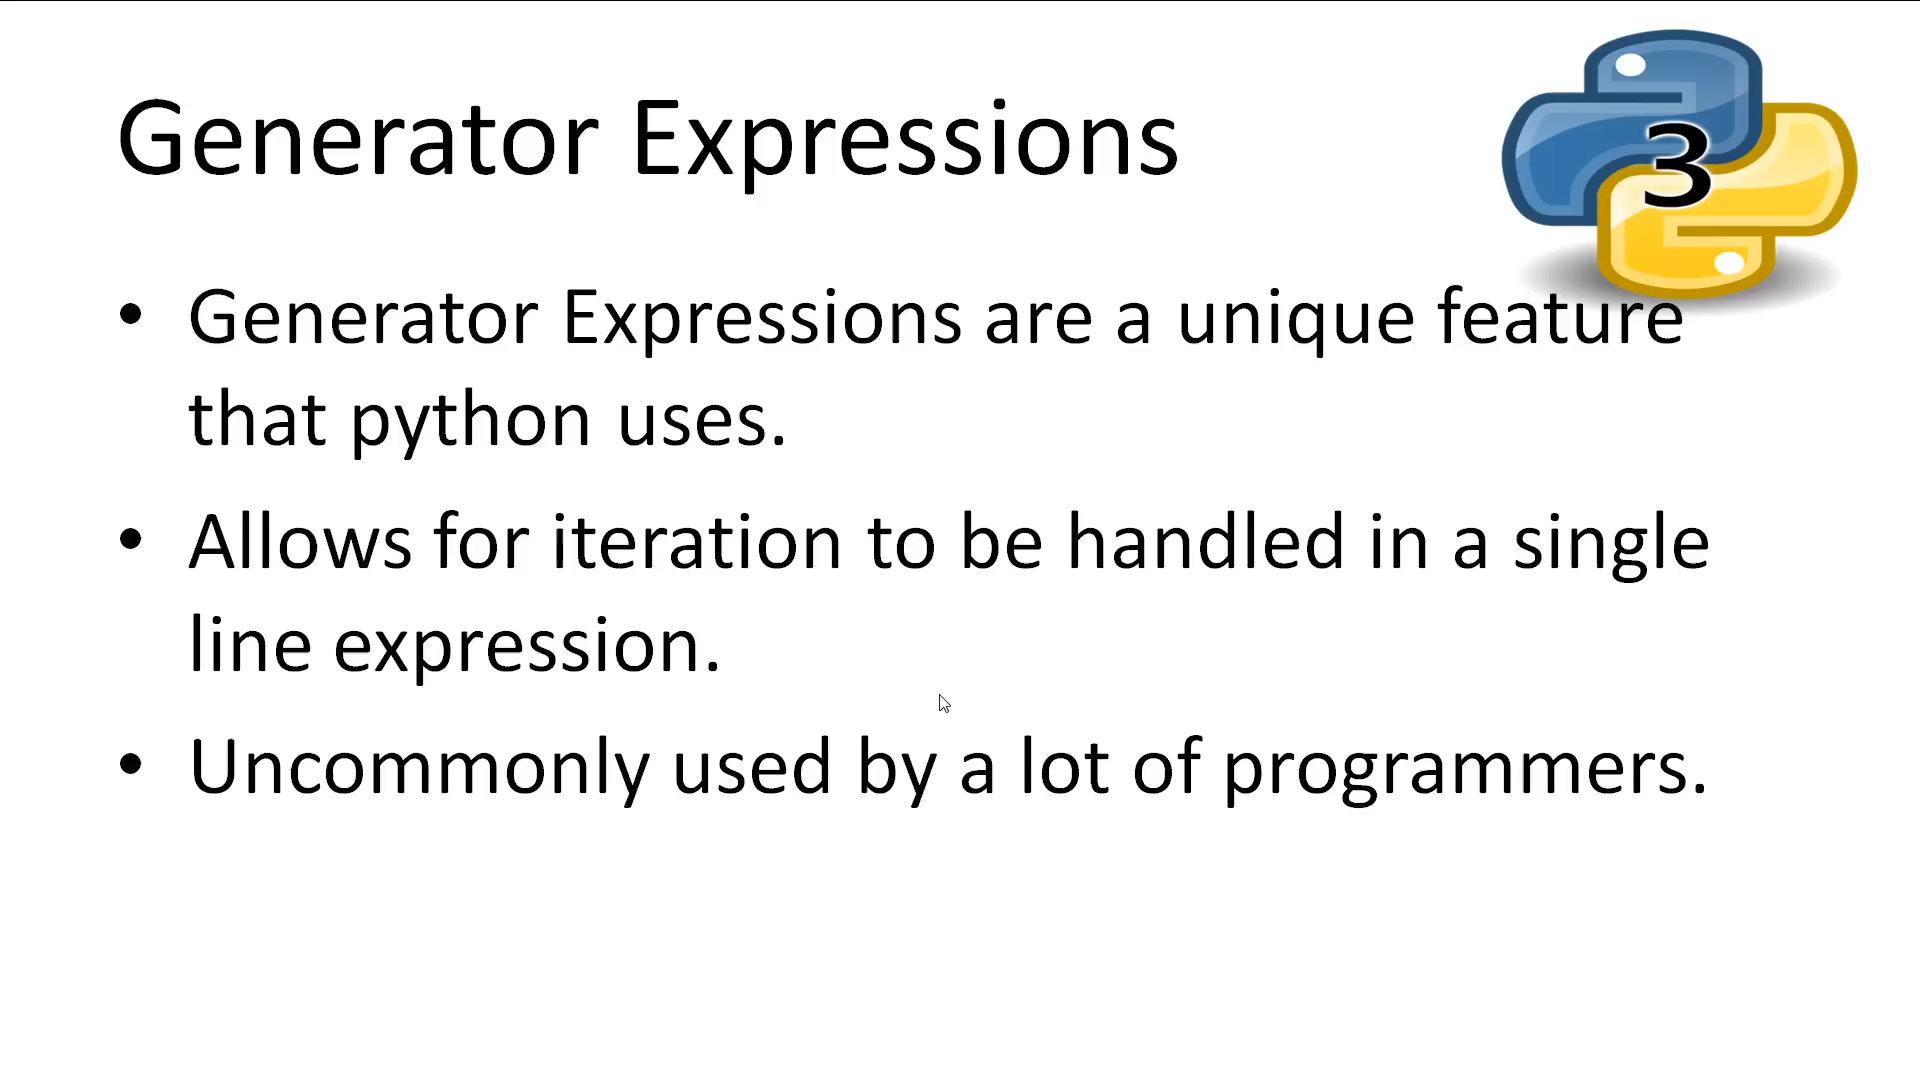 Generator Expressions
3
• Generator Expressions are a unique feature
that python uses.
• Allows for iteration to be handled in a single
line expression.
• Uncommonly used by a lot of programmers.